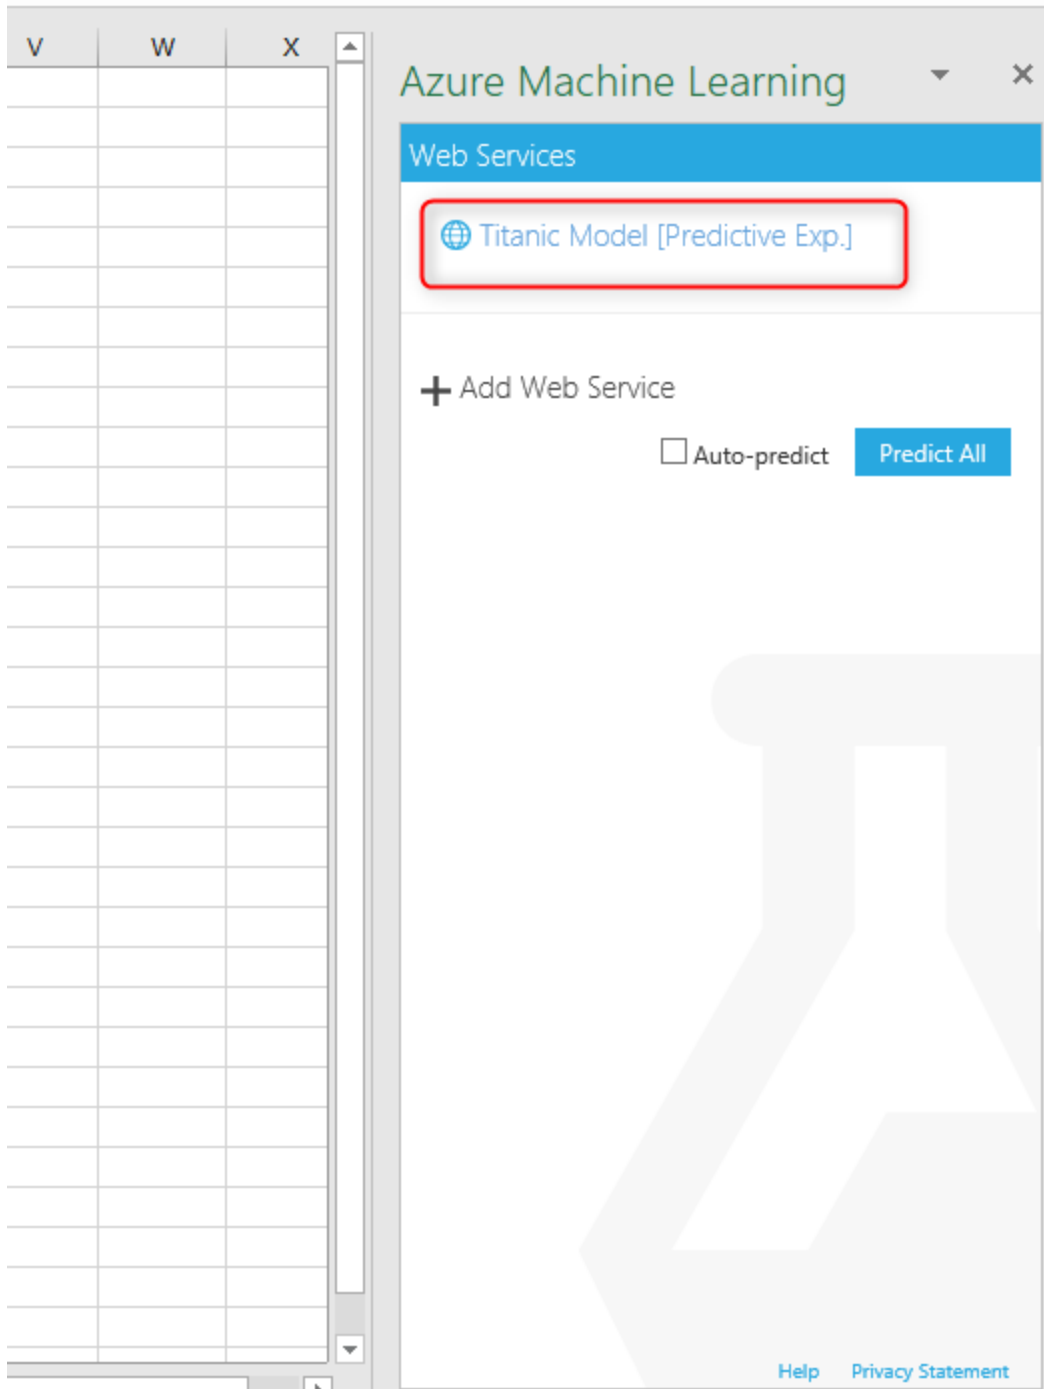 V W X
Azure Machine Learning
Web Services
Titanic Model [Predictive Exp.]
Add Web Service
Auto-predict Predict All
Help Privacy Statement